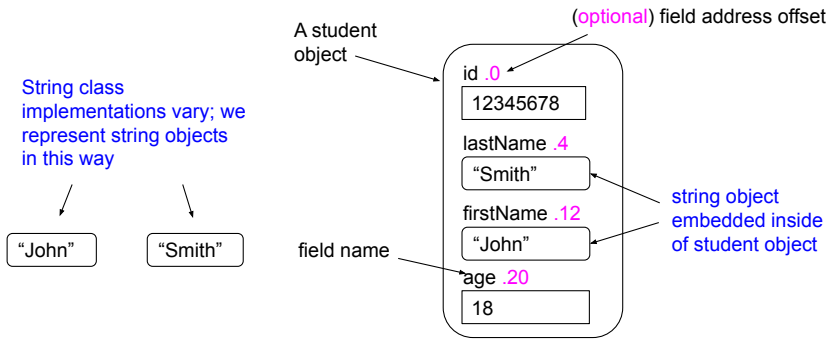 (optional) field address offset
A student
object
id .0
12345678
String class
implementations vary; we
represent string objects
in this way
lastName .4
“Smith”
string object
embedded inside
of student object
firstName .12
“John”
“John”
“Smith”
field name
age .20
18